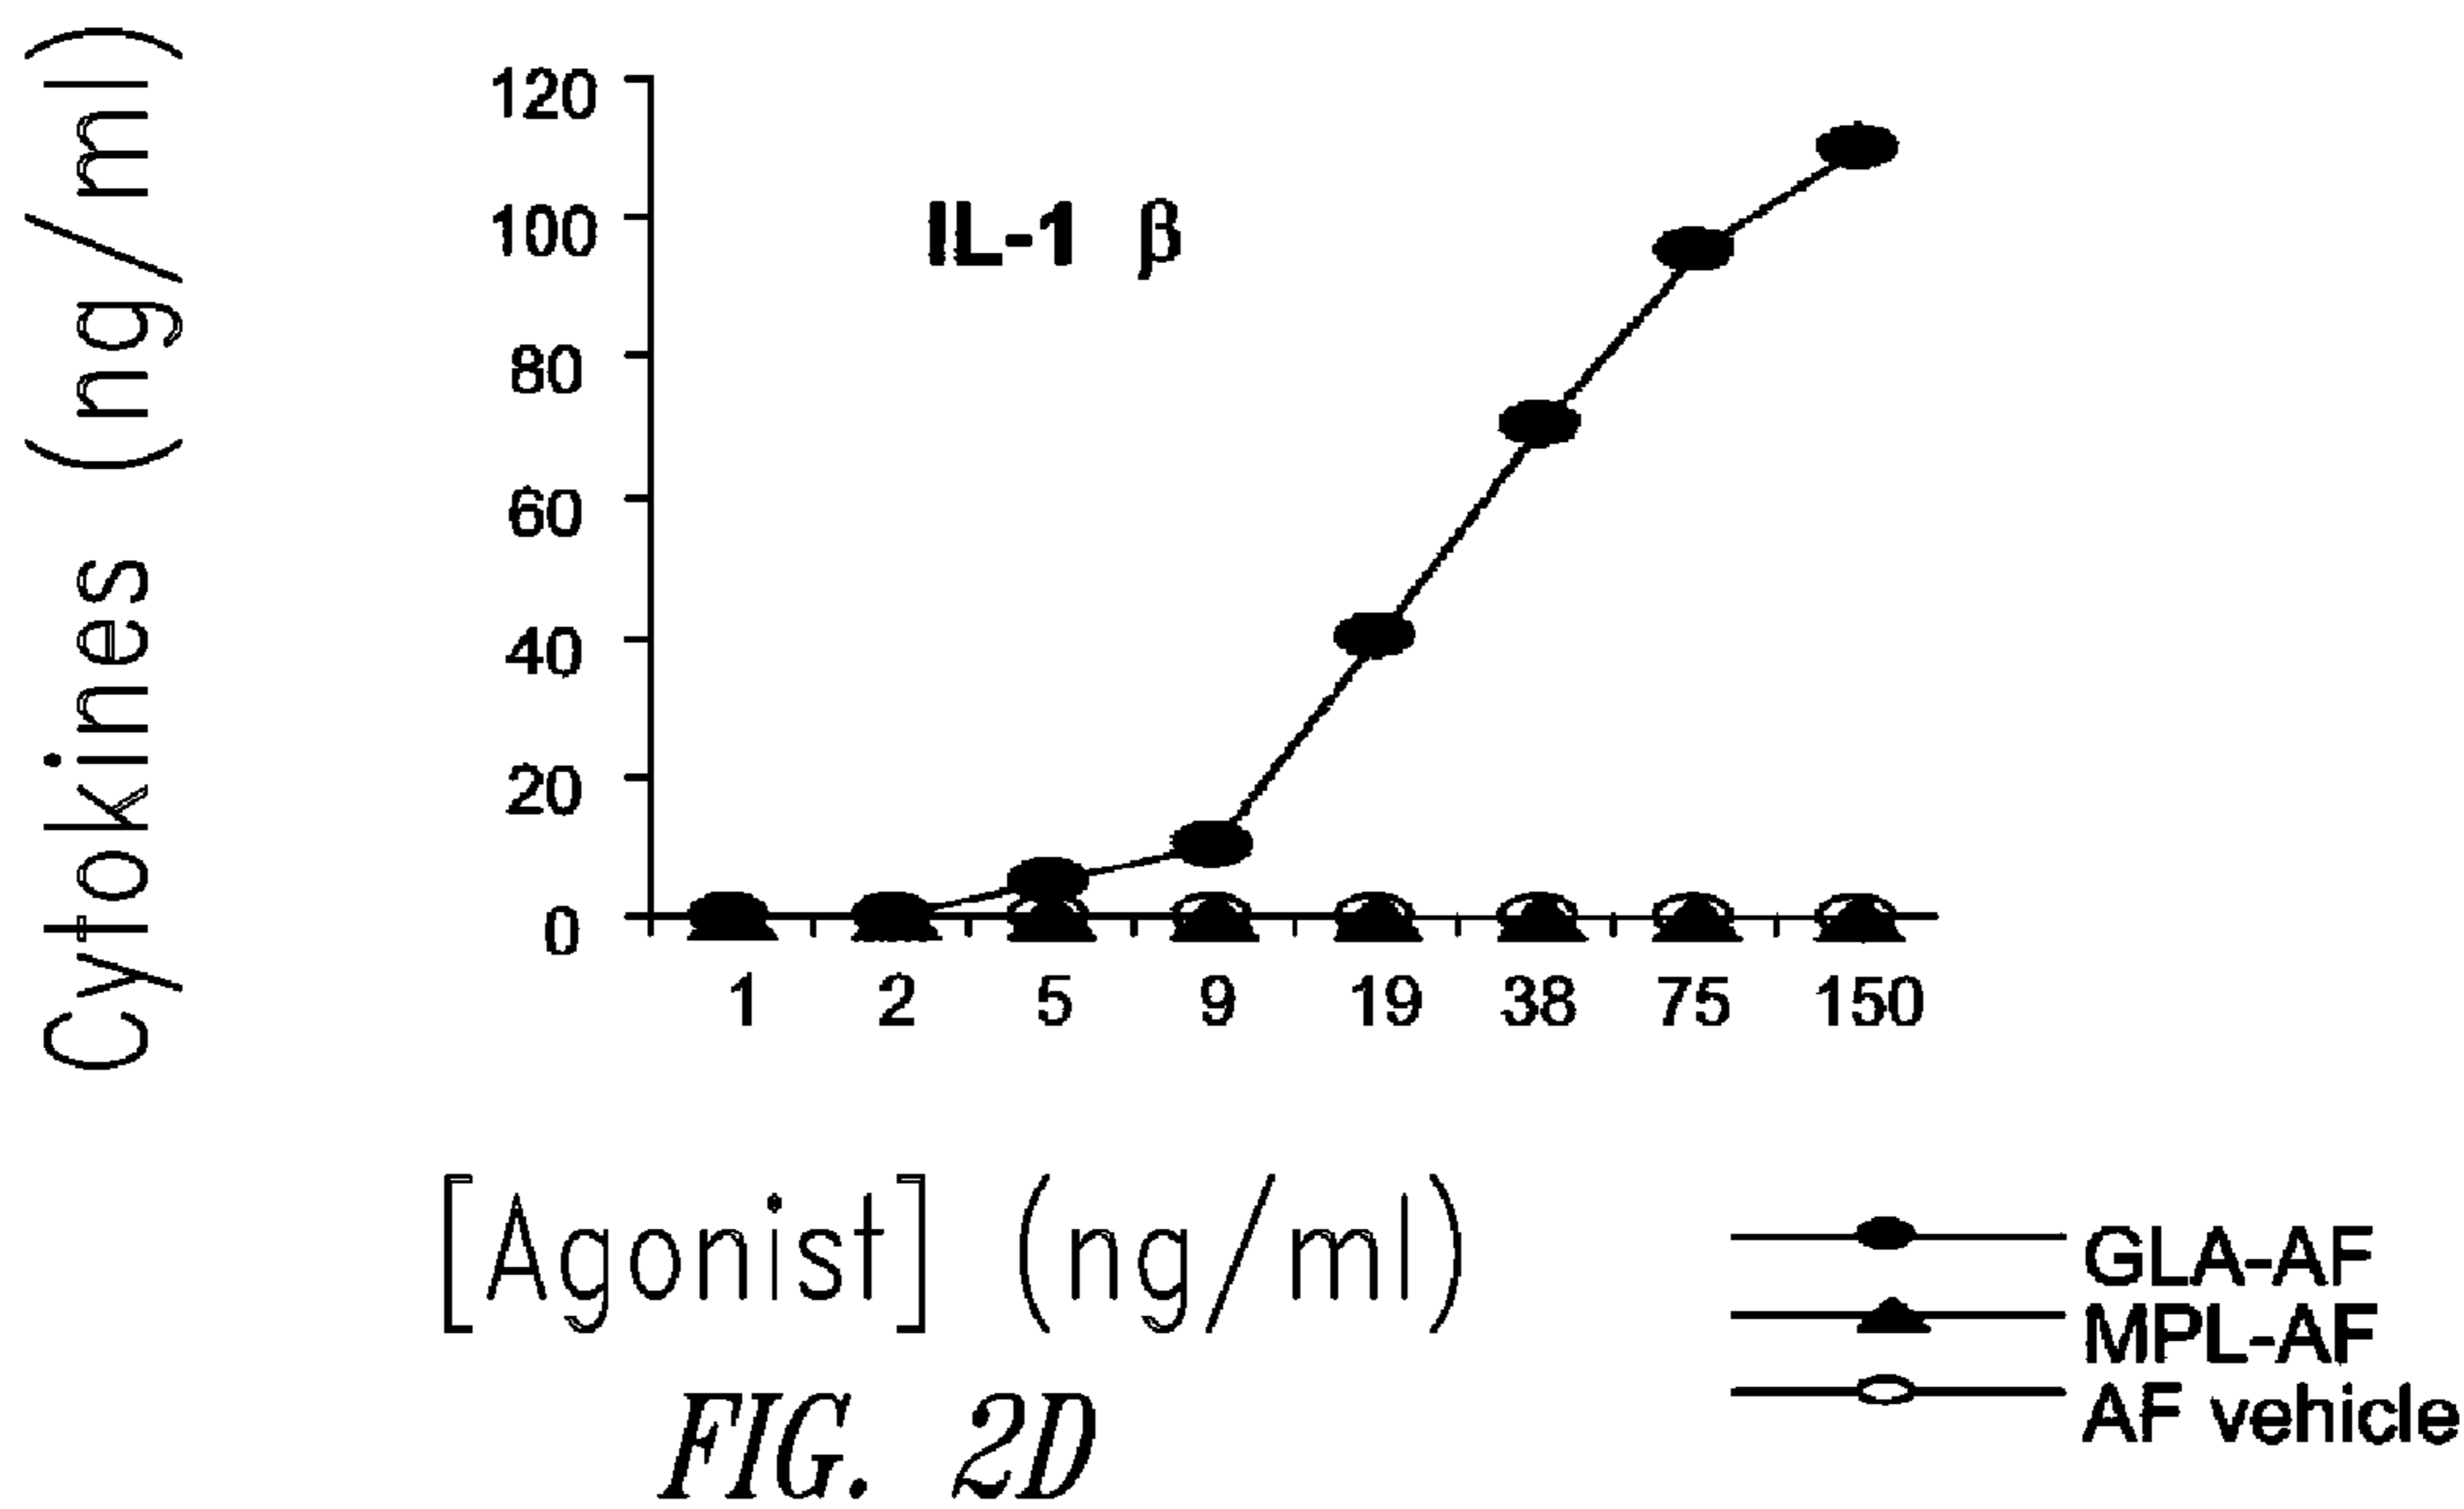 Cytokines (ng/ml)
120
100
80
60
40
20
0
IL-1 β
1 2 5 9 19 38 75 150
[Agonist] (ng/ml)
GLA-AF
MPL-AF
AF vehicle
FIG. 2D